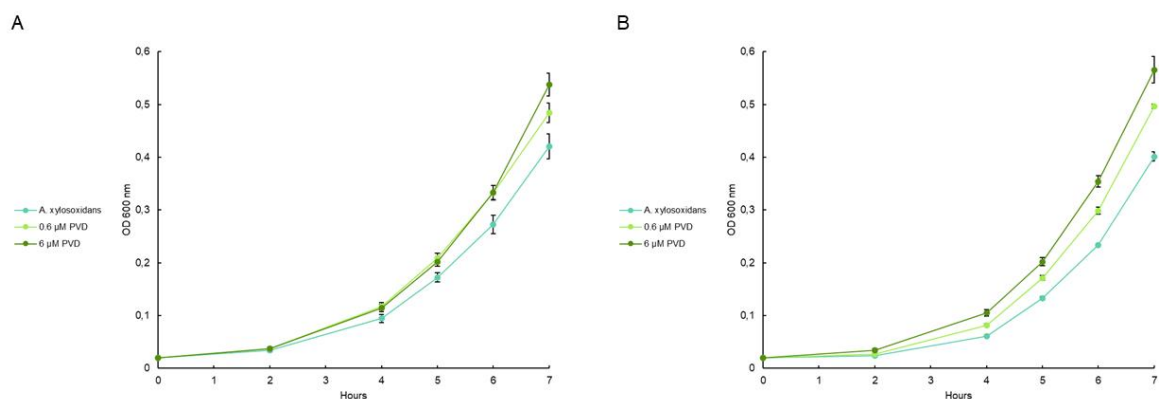 A
0,6
0,5
0,4
0,3
0,2
0,1
0
OD 600 nm
A. xylosoxidans
0.6 µM PVD
6 µM PVD
0 1 2 3 4 5 6 7
Hours
B
0,6
0,5
0,4
0,3
0,2
0,1
0
OD 600 nm
A. xylosoxidans
0.6 µM PVD
6 µM PVD
0 1 2 3 4 5 6 7
Hours